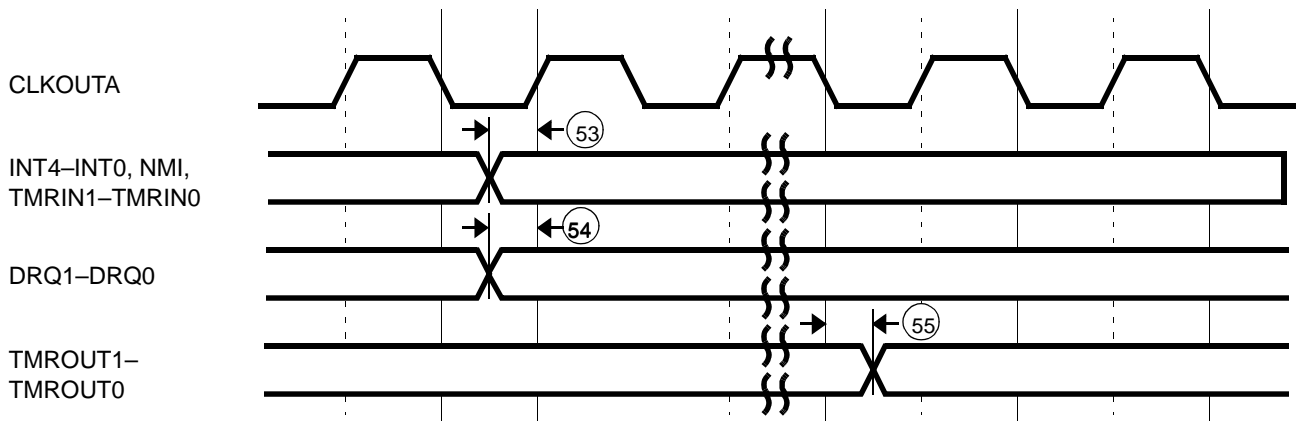 CLKOUTA
53
INT4–INT0, NMI,
TMRIN1–TMRIN0
54
DRQ1–DRQ0
55
TMROUT1–
TMROUT0